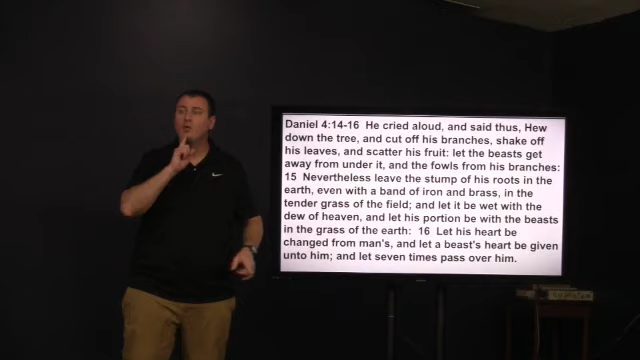 Daniel 4:14-16 He cried aloud, and said thus, Hew
down the tree, and cut off his branches, shake off
his leaves, and scatter his fruit: let the beasts get
away from under it, and the fowls from his branches:
15 Nevertheless leave the stump of his roots in the
earth, even with a band of iron and brass, in the
tender grass of the field; and let it be wet with the
dew of heaven, and let his portion be with the beasts
in the grass of the earth: 16 Let his heart be
changed from man's, and let a beast's heart be given
unto him; and let seven times pass over him.